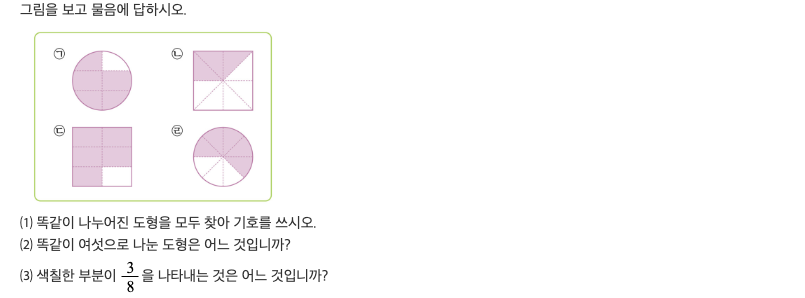 그림을 보고 물음에 답하시오.
㉠ ㉡
㉢ ㉣
(1) 똑같이 나누어진 도형을 모두 찾아 기호를 쓰시오.
(2) 똑같이 여섯으로 나눈 도형은 어느 것입니까?
(3) 색칠한 부분이 3/8 을 나타내는 것은 어느 것입니까?